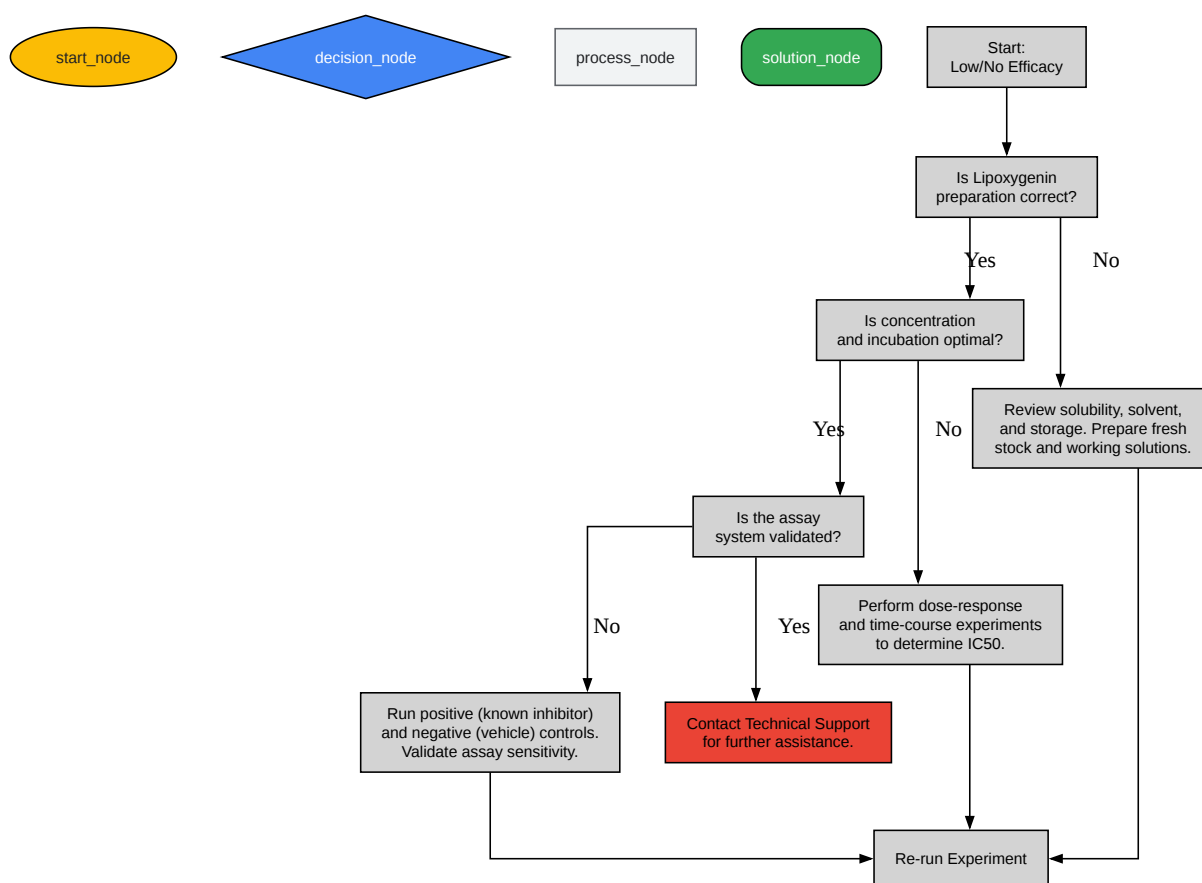 start_node
decision_node
process_node
solution_node
Start:
Low/No Efficacy
Is Lipoxygenin
preparation correct?
Yes
No
Is concentration
and incubation optimal?
Review solubility, solvent,
and storage. Prepare fresh
stock and working solutions.
Yes
No
Is the assay
system validated?
Perform dose-response
and time-course experiments
to determine IC50.
No
Yes
Run positive (known inhibitor)
and negative (vehicle) controls.
Validate assay sensitivity.
Contact Technical Support
for further assistance.
Re-run Experiment